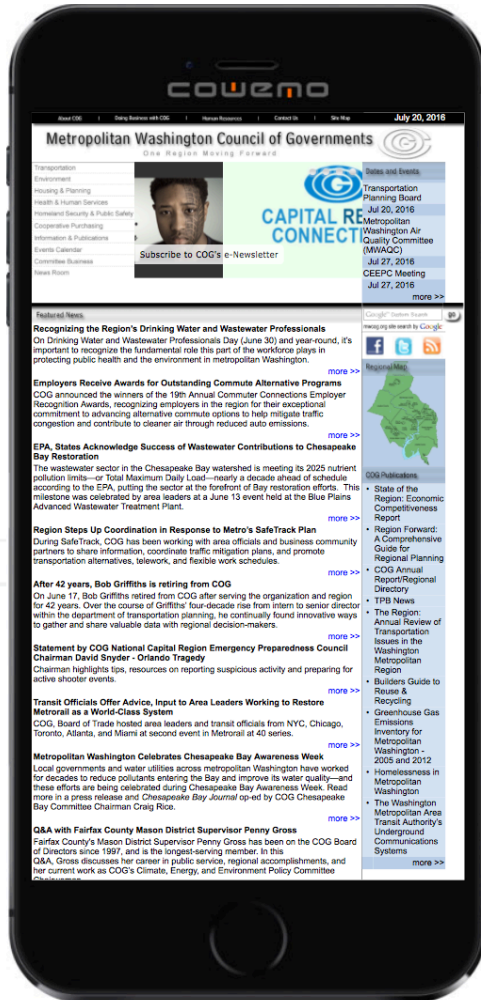 cowemo
About COG | Doing Business with COG | Human Resources | Contact Us | Site Map
July 20, 2016
Metropolitan Washington Council of Governments
One Region Moving Forward
Transportation
Environment
Housing & Planning
Health & Human Services
Homeland Security & Public Safety
Cooperative Purchasing
Information & Publications
Events Calendar
Committee Business
News Room
Subscribe to COG's e-Newsletter
CAPITAL RE
CONNECTI
Dates and Events
Transportation
Planning Board
Jul 20, 2016
Metropolitan
Washington Air
Quality Committee
(MWAQC)
Jul 27, 2016
CEEPC Meeting
Jul 27, 2016
more >>
Featured News
Recognizing the Region's Drinking Water and Wastewater Professionals
On Drinking Water and Wastewater Professionals Day (June 30) and year-round, it's
important to recognize the fundamental role this part of the workforce plays in
protecting public health and the environment in metropolitan Washington.
more >>
Employers Receive Awards for Outstanding Commute Alternative Programs
COG announced the winners of the 19th Annual Commuter Connections Employer
Recognition Awards, recognizing employers in the region for their exceptional
commitment to advancing alternative commute options to help mitigate traffic
congestion and contribute to cleaner air through reduced auto emissions.
more >>
EPA, States Acknowledge Success of Wastewater Contributions to Chesapeake
Bay Restoration
The wastewater sector in the Chesapeake Bay watershed is meeting its 2025 nutrient
pollution limits—or Total Maximum Daily Load—nearly a decade ahead of schedule
according to the EPA, putting the sector at the forefront of Bay restoration efforts. This
milestone was celebrated by area leaders at a June 13 event held at the Blue Plains
Advanced Wastewater Treatment Plant.
more >>
Region Steps Up Coordination in Response to Metro's SafeTrack Plan
During SafeTrack, COG has been working with area officials and business community
partners to share information, coordinate traffic mitigation plans, and promote
transportation alternatives, telework, and flexible work schedules.
more >>
After 42 years, Bob Griffiths is retiring from COG
On June 17, Bob Griffiths retired from COG after serving the organization and region
for 42 years. Over the course of Griffiths' four-decade rise from intern to senior director
within the department of transportation planning, he continually found innovative ways
to gather and share valuable data with regional decision-makers.
more >>
Statement by COG National Capital Region Emergency Preparedness Council
Chairman David Snyder - Orlando Tragedy
Chairman highlights tips, resources on reporting suspicious activity and preparing for
active shooter events.
more >>
Transit Officials Offer Advice, Input to Area Leaders Working to Restore
Metrorail as a World-Class System
COG, Board of Trade hosted area leaders and transit officials from NYC, Chicago,
Toronto, Atlanta, and Miami at second event in Metrorail at 40 series.
more >>
Metropolitan Washington Celebrates Chesapeake Bay Awareness Week
Local governments and water utilities across metropolitan Washington have worked
for decades to reduce pollutants entering the Bay and improve its water quality—and
these efforts are being celebrated during Chesapeake Bay Awareness Week. Read
more in a press release and Chesapeake Bay Journal op-ed by COG Chesapeake
Bay Committee Chairman Craig Rice.
more >>
Q&A with Fairfax County Mason District Supervisor Penny Gross
Fairfax County's Mason District Supervisor Penny Gross has been on the COG Board
of Directors since 1997, and is the longest-serving member. In this
Q&A, Gross discusses her career in public service, regional accomplishments, and
her current work as COG's Climate, Energy, and Environment Policy Committee
Google Custom Search
go
mwcog.org site search by Google
Regional Map
COG Publications
• State of the
Region: Economic
Competitiveness
Report
• Region Forward:
A Comprehensive
Guide for
Regional Planning
• COG Annual
Report/Regional
Directory
• TPB News
• The Region:
Annual Review of
Transportation
Issues in the
Washington
Metropolitan
Region
• Builders Guide to
Reuse &
Recycling
• Greenhouse Gas
Emissions
Inventory for
Metropolitan
Washington -
2005 and 2012
• Homelessness in
Metropolitan
Washington
• The Washington
Metropolitan Area
Transit Authority's
Underground
Communications
Systems
more >>